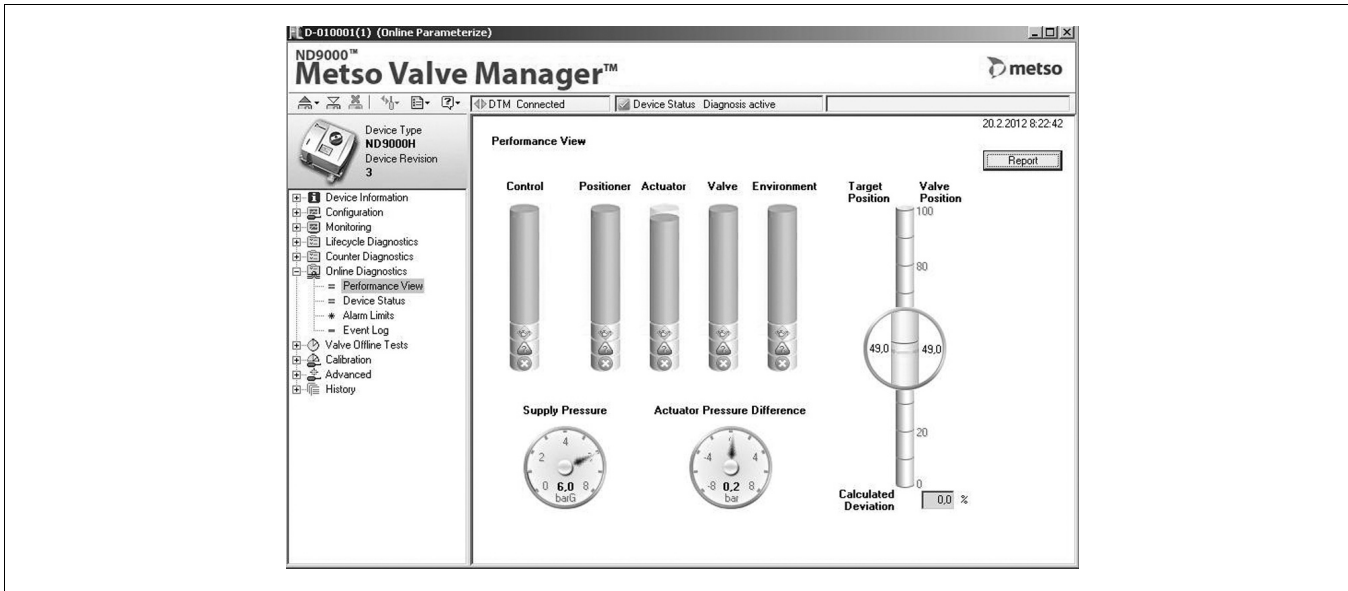 D-010001(1) (Online Parameterize)
ND9000™
Metso Valve Manager™
metso
DTM Connected
Device Status Diagnosis active
Device Type
ND9000H
Device Revision
3
Device Information
Configuration
Monitoring
Lifecycle Diagnostics
Counter Diagnostics
Online Diagnostics
Performance View
Device Status
Alarm Limits
Event Log
Valve Offline Tests
Calibration
Advanced
History
20.2.2012 8:22:42
Performance View
Report
Control Positioner Actuator Valve Environment
Target Position
Valve Position
100
80
49,0 49,0
20
0
Supply Pressure
0 2 4 8
6,0
barG
Actuator Pressure Difference
-8 -4 4 8
0,2
bar
Calculated Deviation
0,0 %